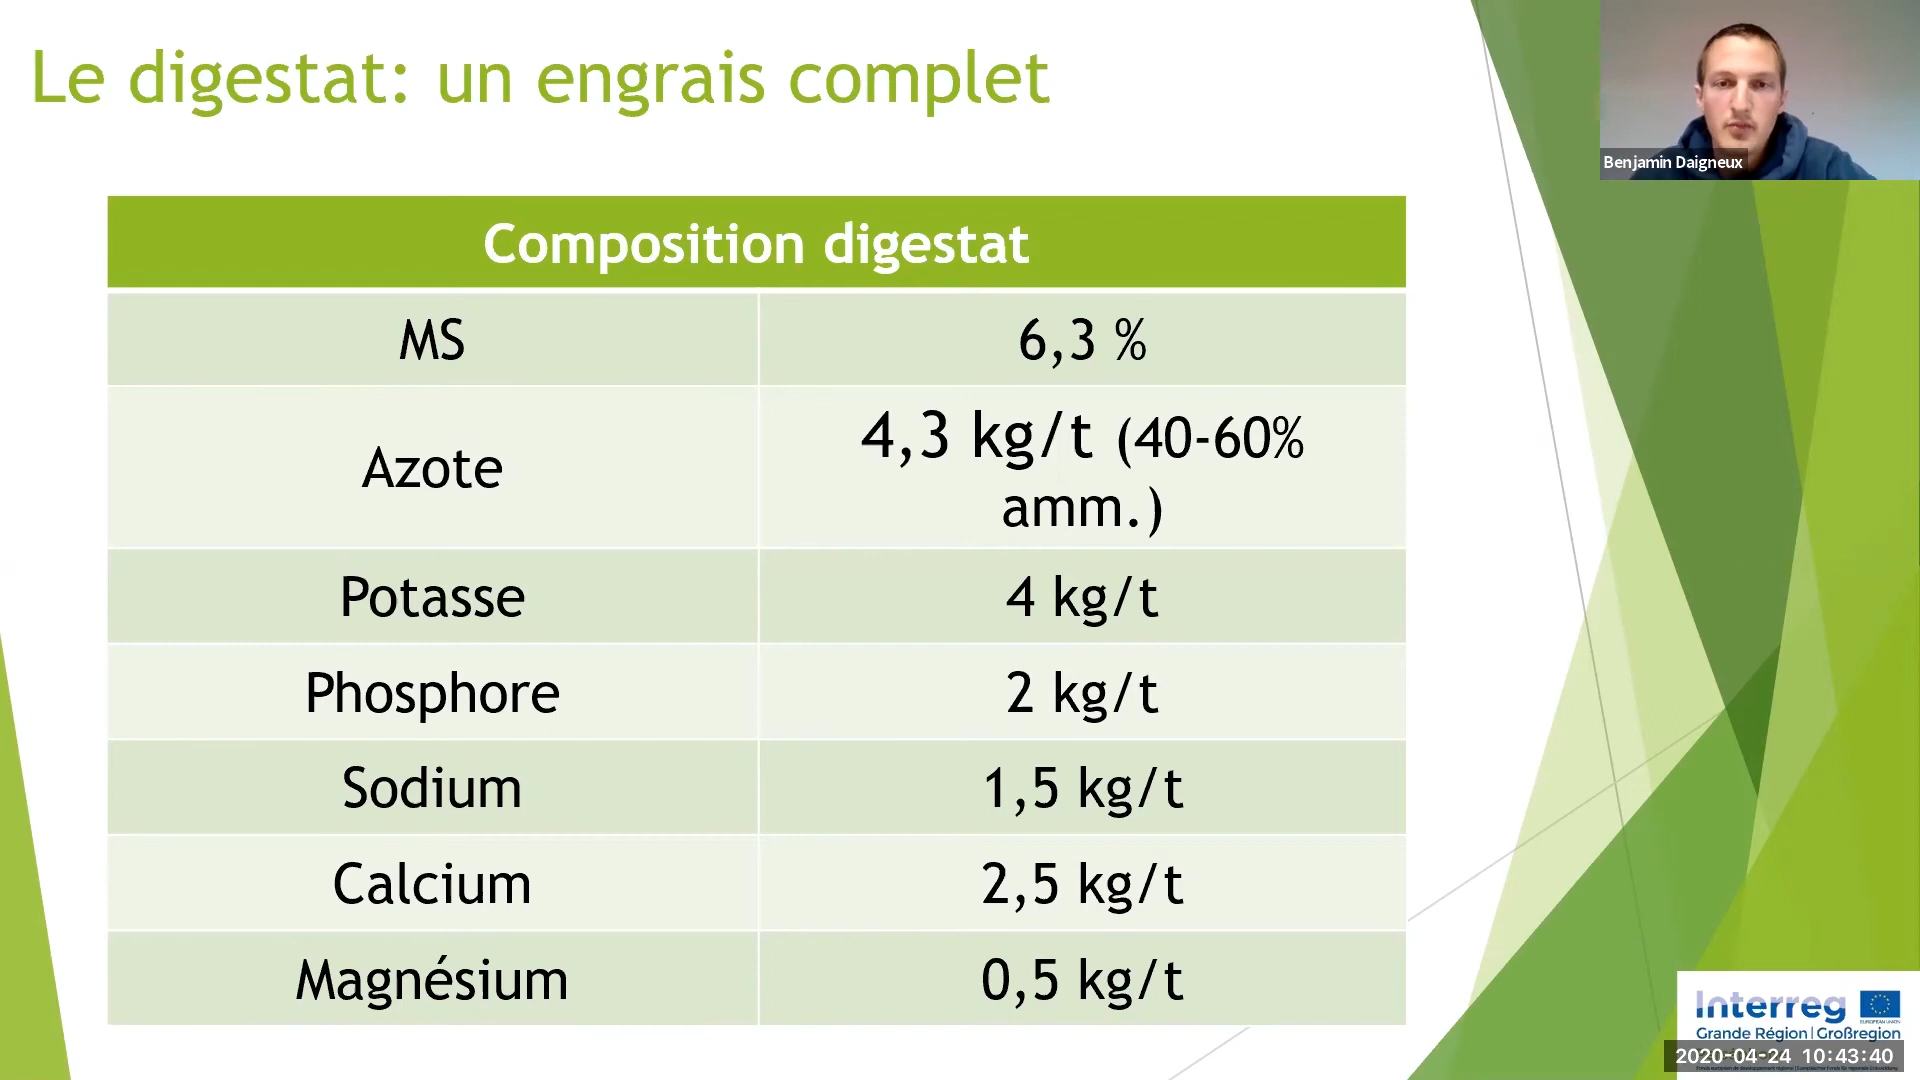 Le digestat: un engrais complet
Benjamin Daigneux
Composition digestat
MS
6,3 %
Azote
4,3 kg/t (40-60%
amm.)
Potasse
4 kg/t
Phosphore
2 kg/t
Sodium
1,5 kg/t
Calcium
2,5 kg/t
Magnésium
0,5 kg/t
Interreg
EUROPEAN UNION
Grande Région | Großregion
2020-04-24 10:43:40